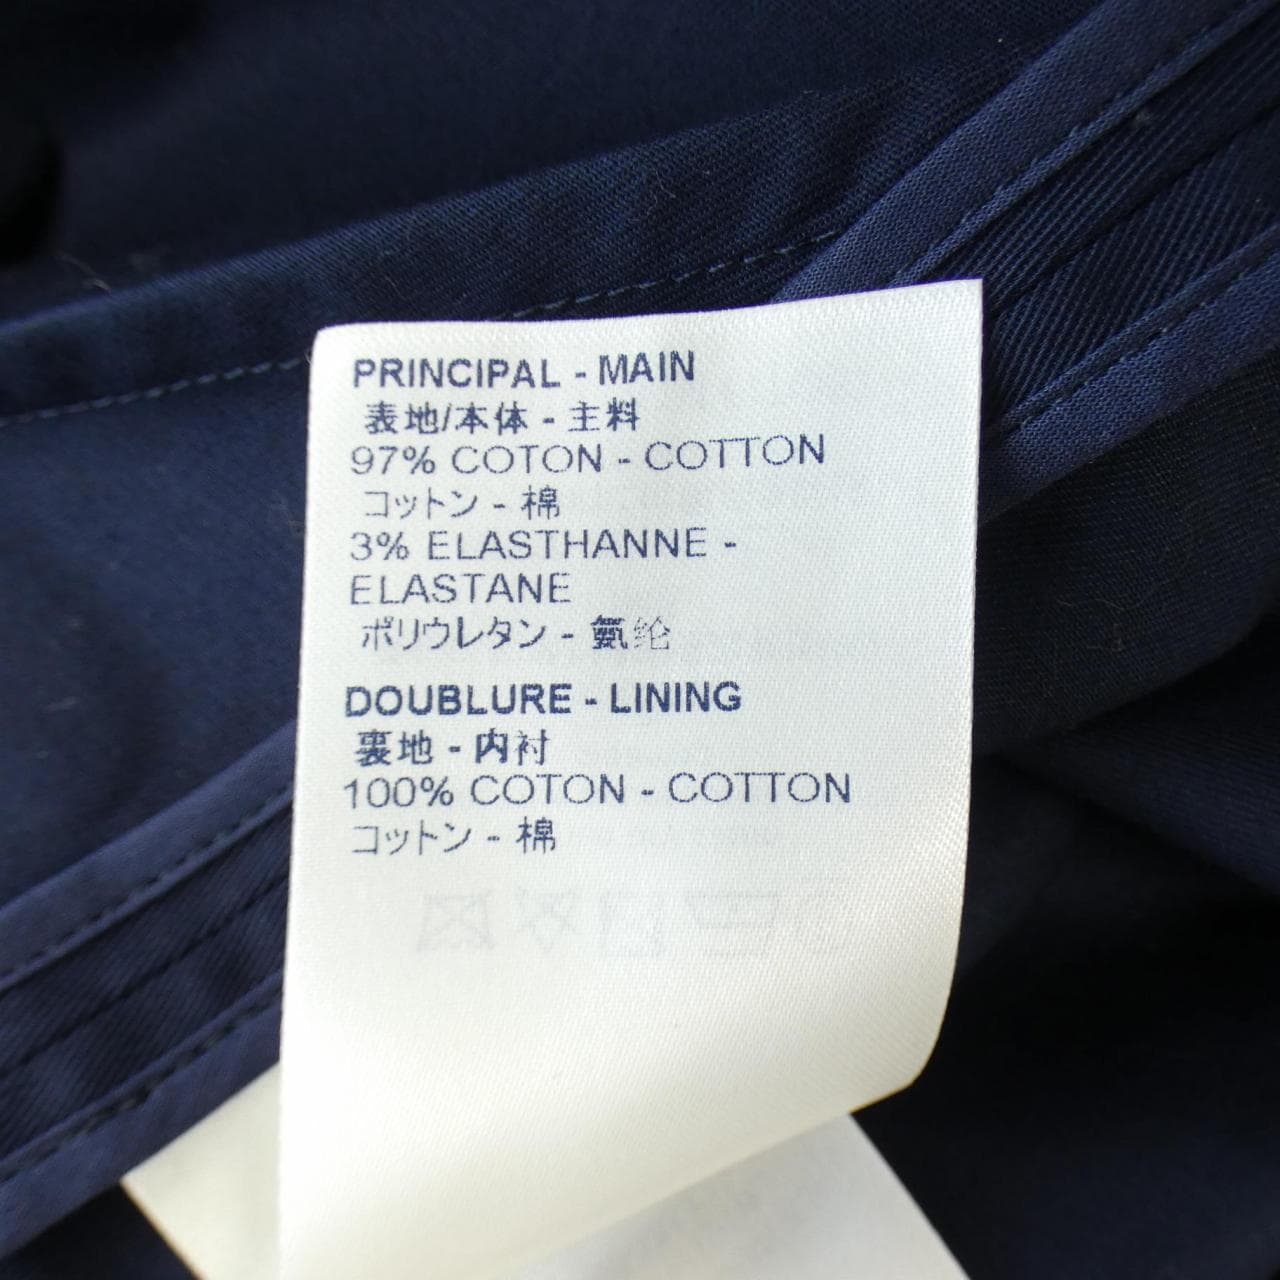 PRINCIPAL - MAIN
表地/本体 - 主料
97% COTON - COTTON
コットン - 棉
3% ELASTHANNE -
ELASTANE
ポリウレタン - 氨纶
DOUBLURE - LINING
裏地 - 内衬
100% COTON - COTTON
コットン - 棉